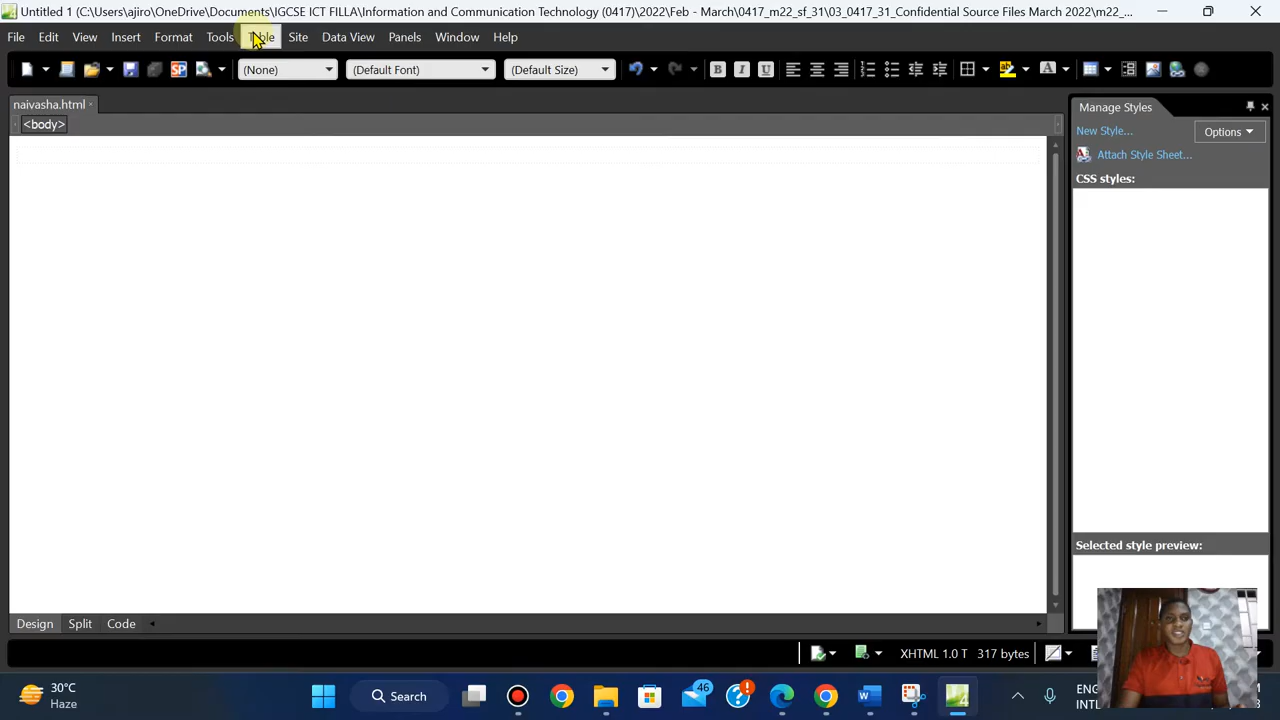 Untitled 1 (C:\Users\ajiro\OneDrive\Documents\IGCSE ICT FILLA\Information and Communication Technology (0417)\2022\Feb - March\0417_m22_sf_31\03_0417_31_Confidential Source Files March 2022\m22_...
File Edit View Insert Format Tools Table Site Data View Panels Window Help
(None) (Default Font) (Default Size) B I U A
naivasha.html
<body>
Manage Styles
New Style... Options
Attach Style Sheet...
CSS styles:
Selected style preview:
Design Split Code
XHTML 1.0 T 317 bytes
30°C
Haze
Search
46
ENG
INTL